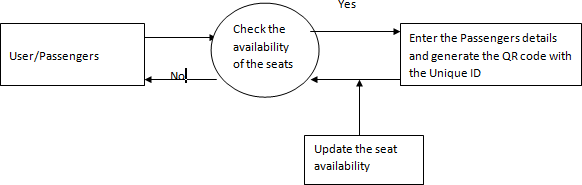 Yes
User/Passengers
Check the
availability
of the seats
Enter the Passengers details
and generate the QR code with
the Unique ID
No
Update the seat
availability